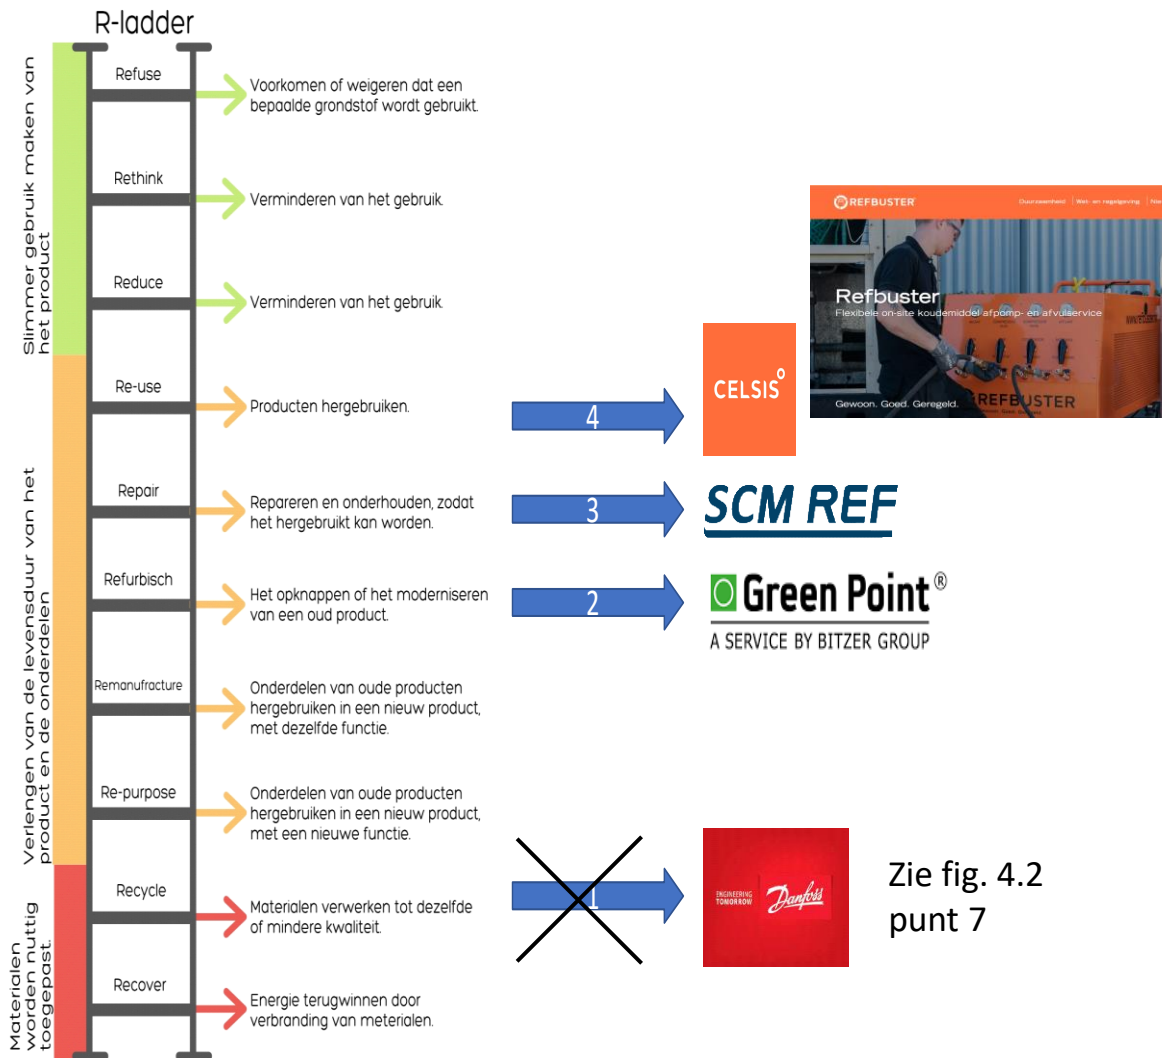 R-ladder
Slimmer gebruik maken van
het product
Refuse
Voorkomen of weigeren dat een
bepaalde grondstof wordt gebruikt.
Rethink
Verminderen van het gebruik.
Reduce
Verminderen van het gebruik.
Verlengen van de levensduur van het
product en de onderdelen
Re-use
Producten hergebruiken.
4
CELSIS°
REFBUSTER
Duurzaamheid | Wet- en regelgeving | Nie
Refbuster
Flexibele on-site koudemiddel afpomp- en afvulservice
REFBUSTER
Gewoon. Goed. Geregeld.
Repair
Repareren en onderhouden, zodat
het hergebruikt kan worden.
3
SCM REF
Refurbisch
Het opknappen of het moderniseren
van een oud product.
2
Green Point®
A SERVICE BY BITZER GROUP
Remanufracture
Onderdelen van oude producten
hergebruiken in een nieuw product,
met dezelfde functie.
Re-purpose
Onderdelen van oude producten
hergebruiken in een nieuw product,
met een nieuwe functie.
Materialen
worden nuttig
toegepast.
Recycle
Materialen verwerken tot dezelfde
of mindere kwaliteit.
1
ENGINEERING
TOMORROW
Danfoss
Zie fig. 4.2
punt 7
Recover
Energie terugwinnen door
verbranding van meterialen.